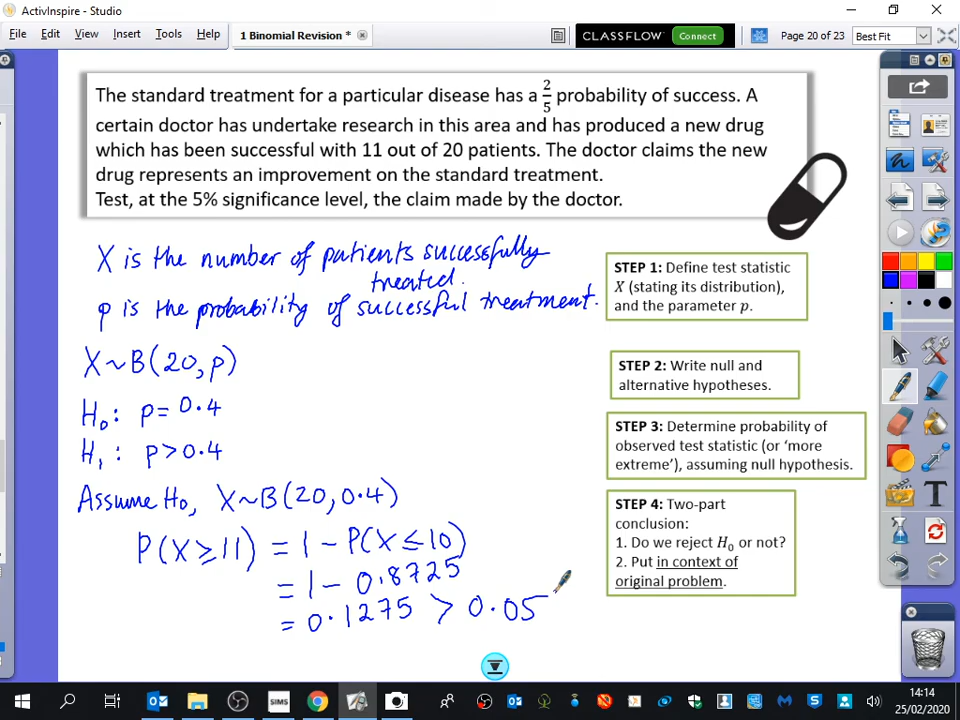 ActivInspire - Studio
File Edit View Insert Tools Help
1 Binomial Revision *
CLASSFLOW Connect
Page 20 of 23
Best Fit
The standard treatment for a particular disease has a 2/5 probability of success. A
certain doctor has undertake research in this area and has produced a new drug
which has been successful with 11 out of 20 patients. The doctor claims the new
drug represents an improvement on the standard treatment.
Test, at the 5% significance level, the claim made by the doctor.
X is the number of patients successfully
treated.
p is the probability of successful treatment.
X~B(20, p)
H₀: p= 0.4
H₁: p>0.4
Assume H₀, X~B(20, 0.4)
P(X≥11) = 1 - P(X≤10)
= 1 - 0.8725
= 0.1275 > 0.05
STEP 1: Define test statistic
X (stating its distribution),
and the parameter p.
STEP 2: Write null and
alternative hypotheses.
STEP 3: Determine probability of
observed test statistic (or ‘more
extreme’), assuming null hypothesis.
STEP 4: Two-part
conclusion:
1. Do we reject H₀ or not?
2. Put in context of
original problem.
SIMS
14:14
25/02/2020